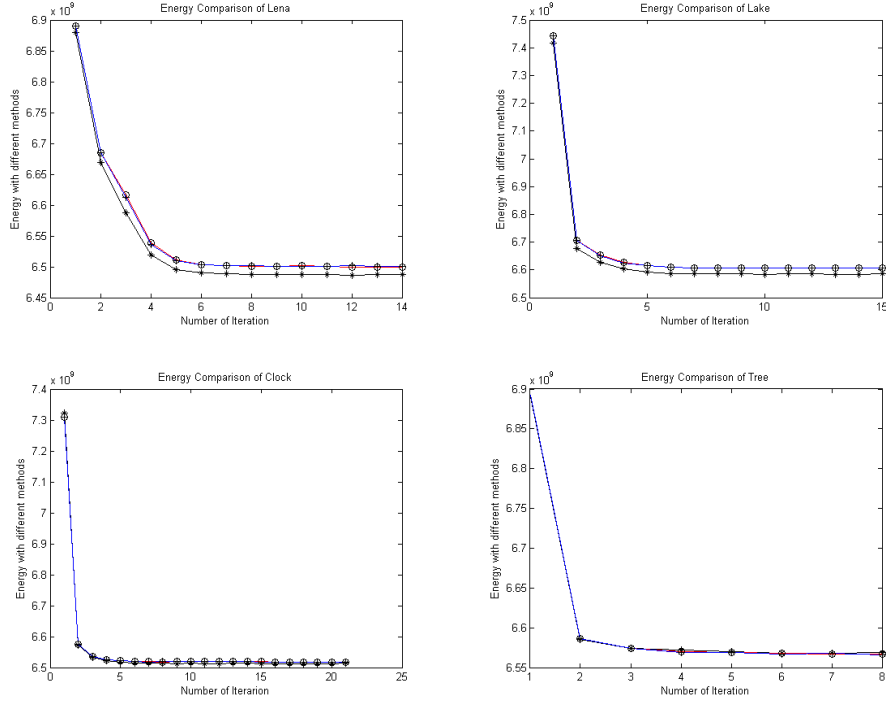 Energy Comparison of Lena
x 10^9
6.9
6.85
6.8
6.75
6.7
6.65
6.6
6.55
6.5
6.45
0 2 4 6 8 10 12 14
Number of Iteration
Energy with different methods
Energy Comparison of Lake
x 10^9
7.5
7.4
7.3
7.2
7.1
7
6.9
6.8
6.7
6.6
6.5
0 5 10 15
Number of Iteration
Energy with different methods
Energy Comparison of Clock
x 10^9
7.4
7.3
7.2
7.1
7
6.9
6.8
6.7
6.6
6.5
0 5 10 15 20 25
Number of Iterarion
Energy with different methods
Energy Comparison of Tree
x 10^9
6.9
6.85
6.8
6.75
6.7
6.65
6.6
6.55
1 2 3 4 5 6 7 8
Number of Iteration
Energy with different methods